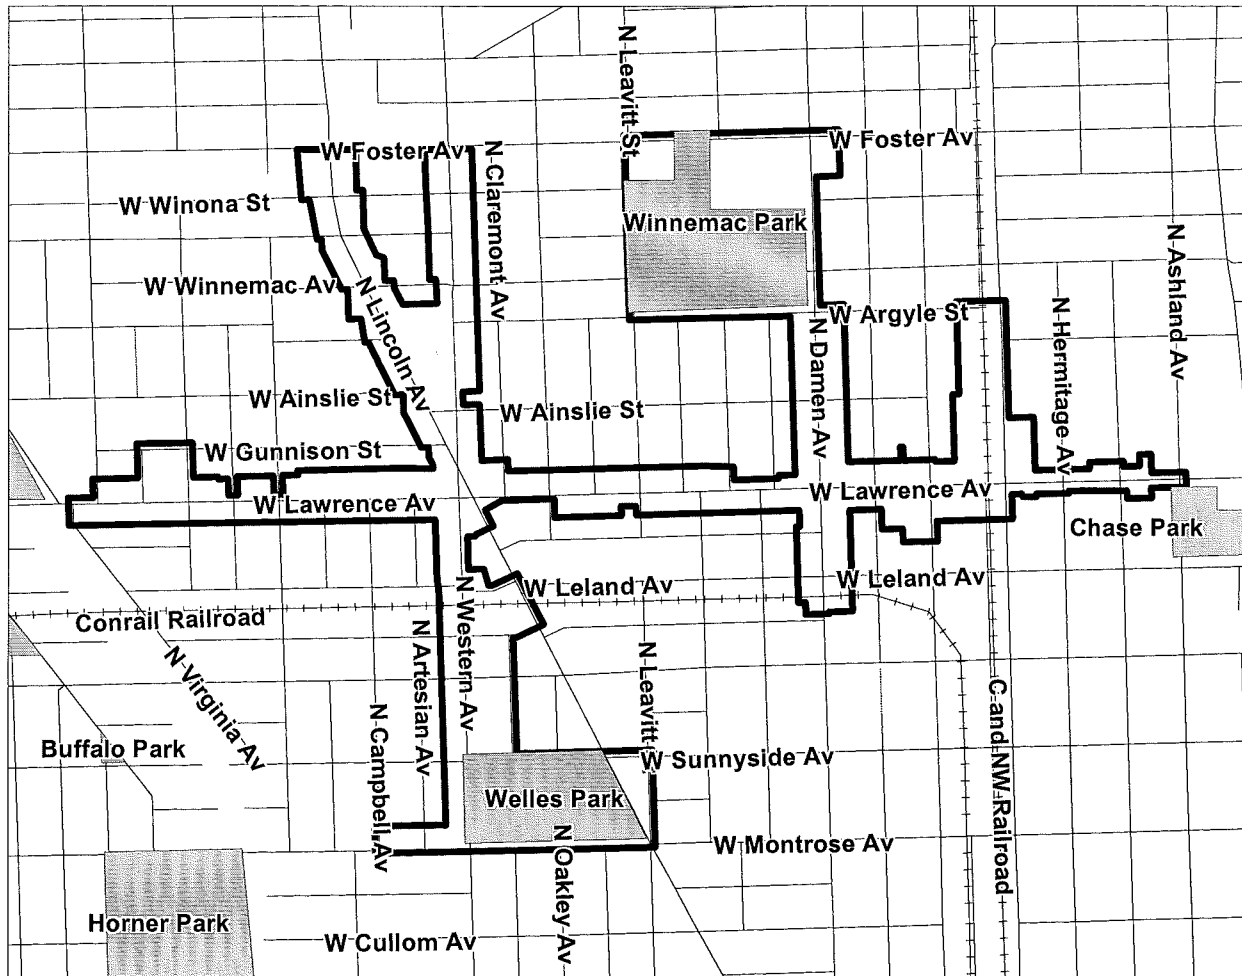 N Leavitt St
W Foster Av
W Foster Av
N Claremont Av
W Winona St
Winnemac Park
N Ashland Av
W Winnemac Av
N Lincoln Av
W Argyle St
N Hermitage Av
N Damen Av
W Ainslie St
W Ainslie St
W Gunnison St
W Lawrence Av
W Lawrence Av
Chase Park
W Leland Av
W Leland Av
Conrail Railroad
N Western Av
N Artesian Av
N Virginia Av
N Leavitt
N Campbell Av
C and NW Railroad
Buffalo Park
W Sunnyside Av
Welles Park
W Montrose Av
N Oakley Av
Horner Park
W Cullom Av